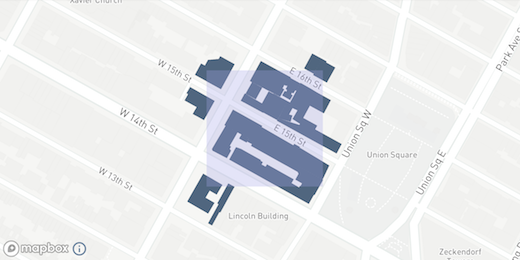 Xavier Church
W 15th St
E 16th St
Park Ave S
W 14th St
E 15th St
Union Sq W
Union Square
W 13th St
Union Sq E
Lincoln Building
Zeckendorf
mapbox